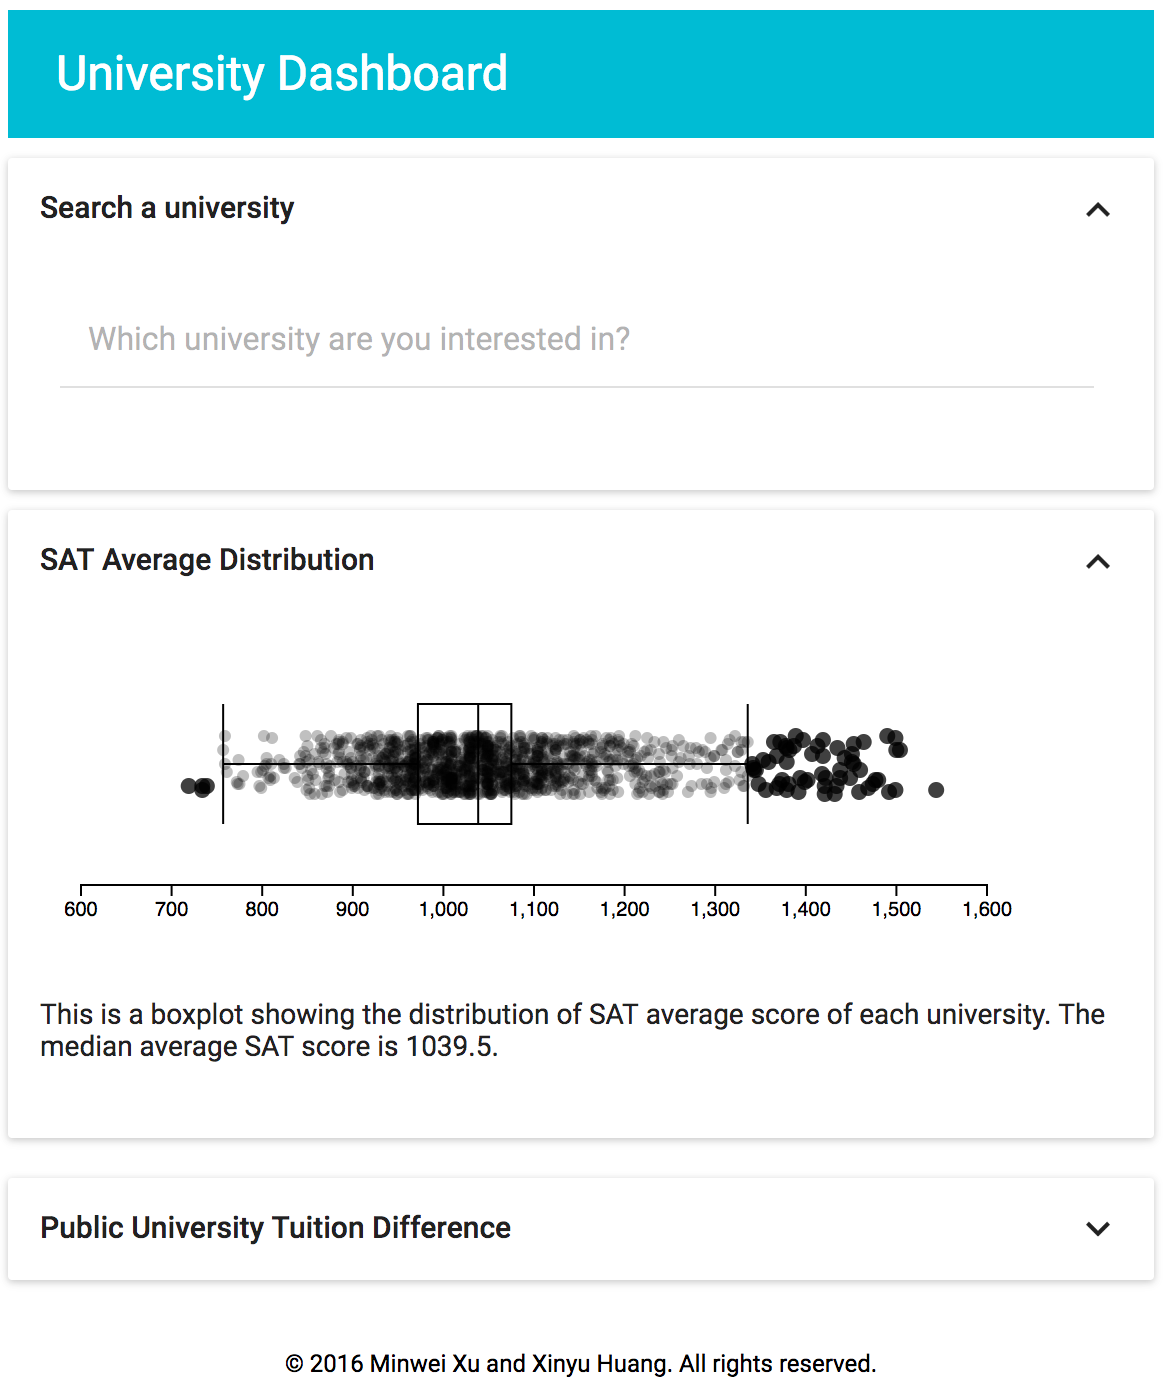 University Dashboard
Search a university
Which university are you interested in?
SAT Average Distribution
600 700 800 900 1,000 1,100 1,200 1,300 1,400 1,500 1,600
This is a boxplot showing the distribution of SAT average score of each university. The
median average SAT score is 1039.5.
Public University Tuition Difference
© 2016 Minwei Xu and Xinyu Huang. All rights reserved.